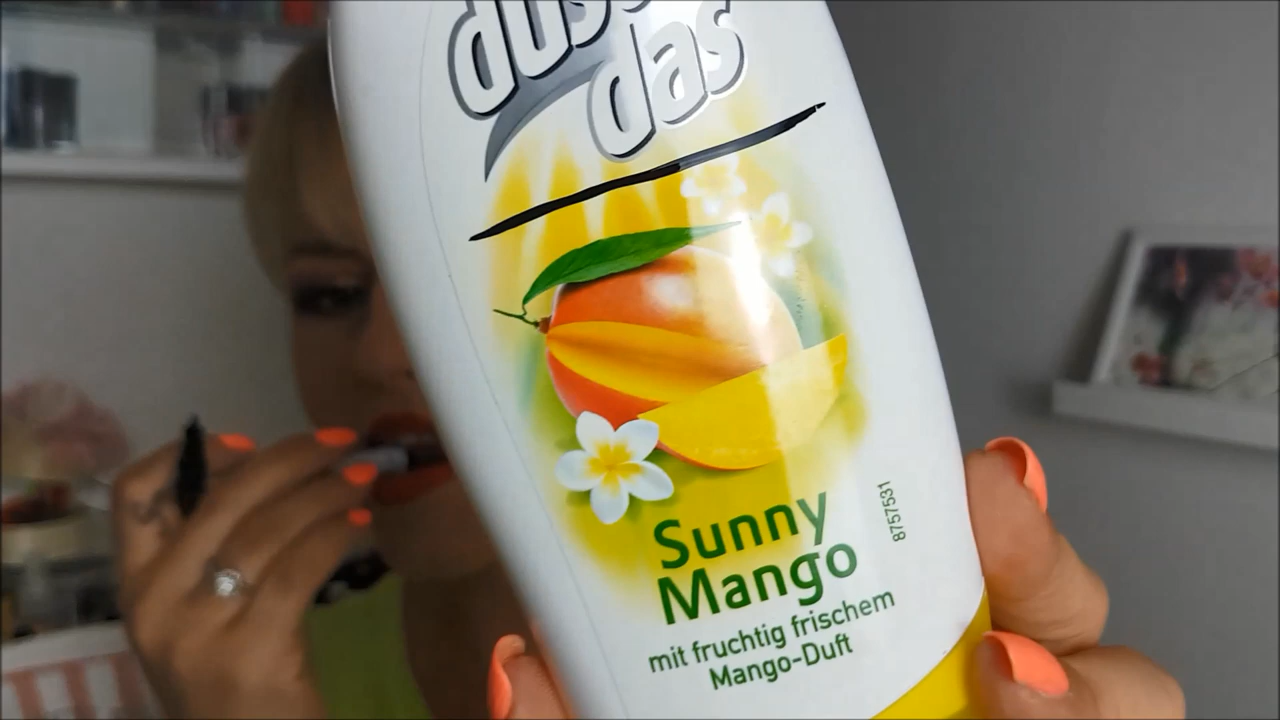 das
Sunny
Mango
mit fruchtig frischem
Mango-Duft
8757531